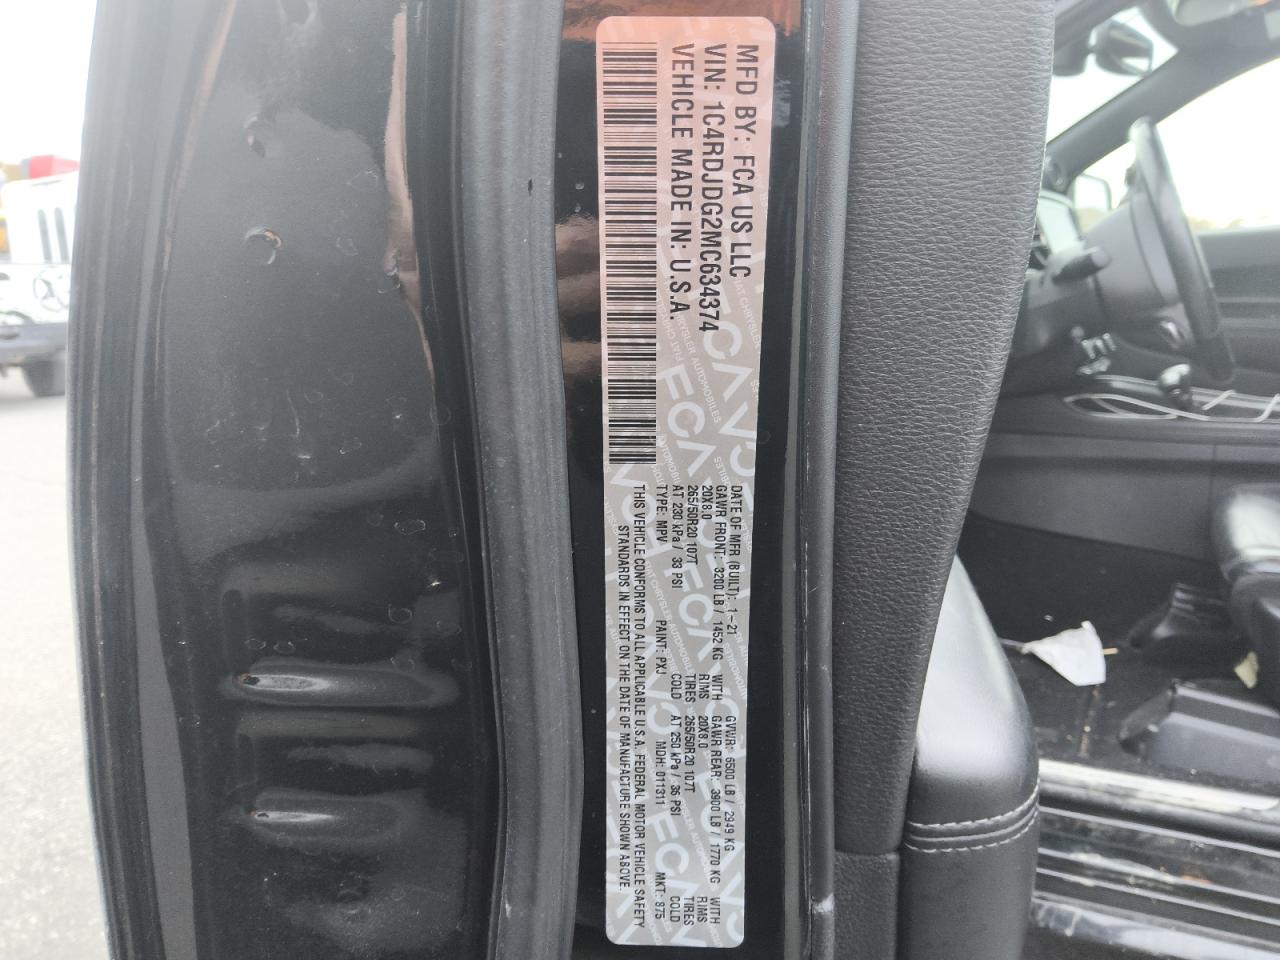 MFD BY: FCA US LLC
VIN: 1C4RDJDG2MC634374
VEHICLE MADE IN: U.S.A.
DATE OF MFR (BUILT): 1-21 GVWR: 6500 LB / 2949 KG
GAWR FRONT: 3200 LB / 1452 KG WITH GAWR REAR: 3900 LB / 1770 KG WITH
20X8.0 RIMS 20X8.0 RIMS
265/50R20 107T TIRES 265/50R20 107T TIRES
AT 230 kPa / 33 PSI COLD AT 250 kPa / 36 PSI COLD
TYPE: MPV PAINT: PXJ MDH: 011311 MKT: 875
THIS VEHICLE CONFORMS TO ALL APPLICABLE U.S.A. FEDERAL MOTOR VEHICLE SAFETY
STANDARDS IN EFFECT ON THE DATE OF MANUFACTURE SHOWN ABOVE.
FCA
FIAT CHRYSLER AUTOMOBILES